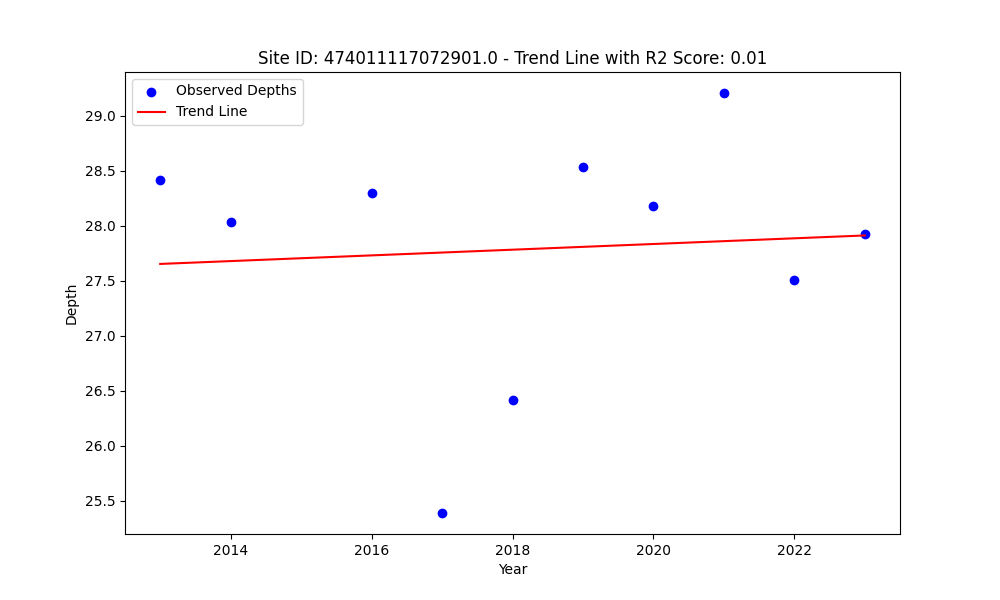 Site ID: 474011117072901.0 - Trend Line with R2 Score: 0.01
Observed Depths
Trend Line
29.0
28.5
28.0
27.5
27.0
26.5
26.0
25.5
Depth
2014
2016
2018
2020
2022
Year